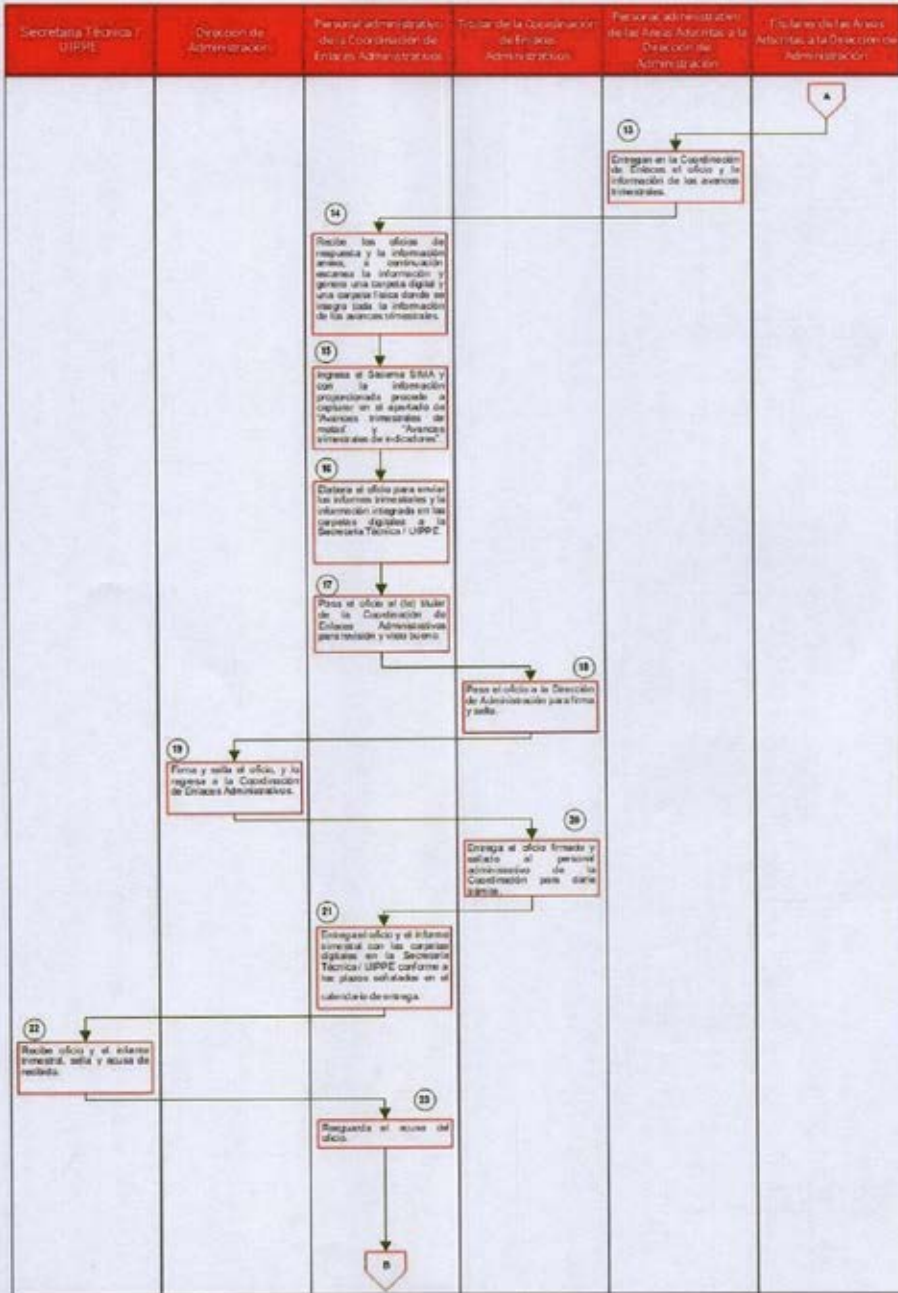 Secretaría Técnica /
UIPPE
Dirección de
Administración
Personal administrativo
de la Coordinación de
Enlaces Administrativos
Titular de la Coordinación
de Enlaces
Administrativos
Personal administrativo
de las Áreas Adscritas a la
Dirección de
Administración
Titulares de las Áreas
Adscritas a la Dirección de
Administración
A
13
Entregan en la Coordinación
de Enlaces el oficio y la
información de los avances
trimestrales.
14
Recibe los oficios de
respuesta y la información
anexa, a continuación
escanea la información y
genera una carpeta digital y
una carpeta física donde se
integra toda la información
de los avances trimestrales.
15
Ingresa al Sistema SIMA y
con la información
proporcionada procede a
capturar en el apartado de
"Avances trimestrales de
metas" y "Avances
trimestrales de indicadores".
16
Elabora el oficio para enviar
los informes trimestrales y la
información integrada en las
carpetas digitales a la
Secretaría Técnica / UIPPE.
17
Pasa el oficio al (la) titular
de la Coordinación de
Enlaces Administrativos
para revisión y visto bueno.
18
Pasa el oficio a la Dirección
de Administración para firma
y sello.
19
Firma y sella el oficio, y lo
regresa a la Coordinación
de Enlaces Administrativos.
20
Entrega el oficio firmado y
sellado al personal
administrativo de la
Coordinación para darle
trámite.
21
Entrega el oficio y el informe
trimestral con las carpetas
digitales en la Secretaría
Técnica / UIPPE conforme a
los plazos señalados en el
calendario de entrega.
22
Recibe oficio y el informe
trimestral, sella y acusa de
recibido.
23
Resguarda el acuse del
oficio.
B